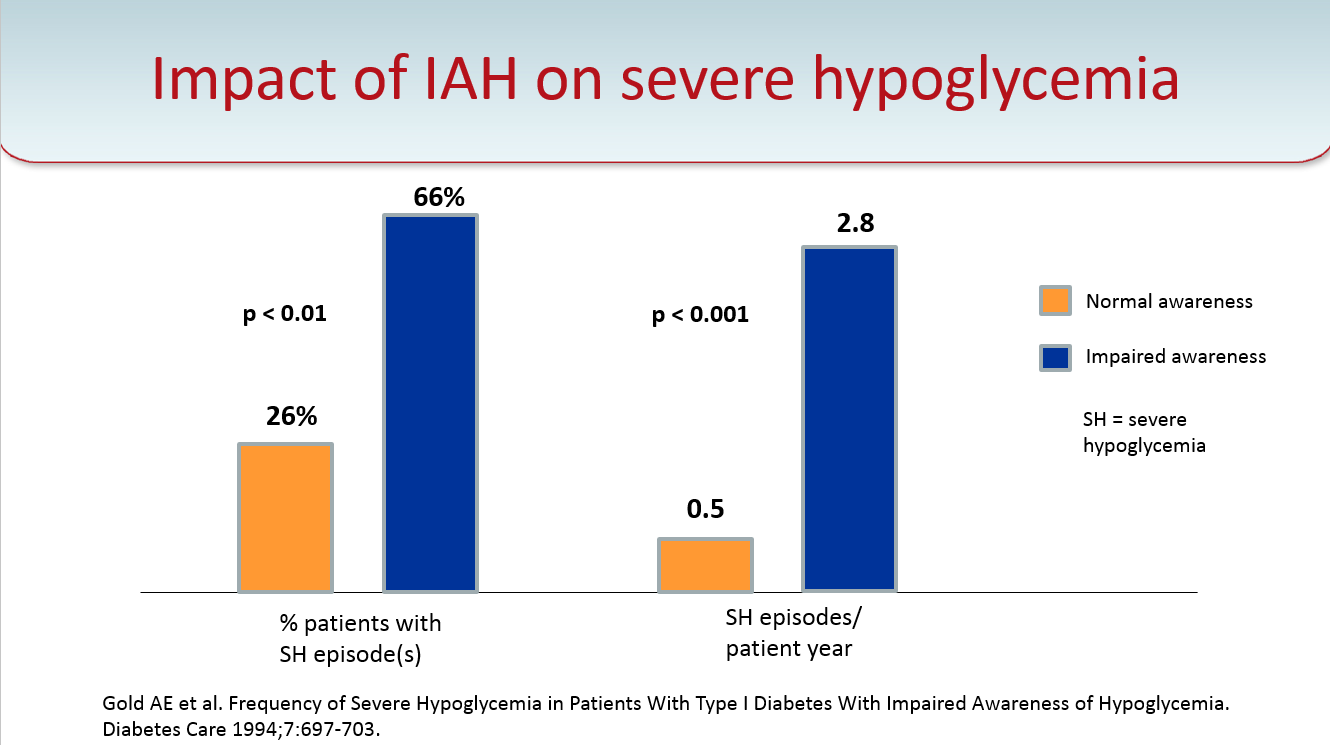 Impact of IAH on severe hypoglycemia
66%
2.8
p < 0.01
p < 0.001
Normal awareness
Impaired awareness
26%
SH = severe
hypoglycemia
0.5
% patients with
SH episode(s)
SH episodes/
patient year
Gold AE et al. Frequency of Severe Hypoglycemia in Patients With Type I Diabetes With Impaired Awareness of Hypoglycemia.
Diabetes Care 1994;7:697-703.